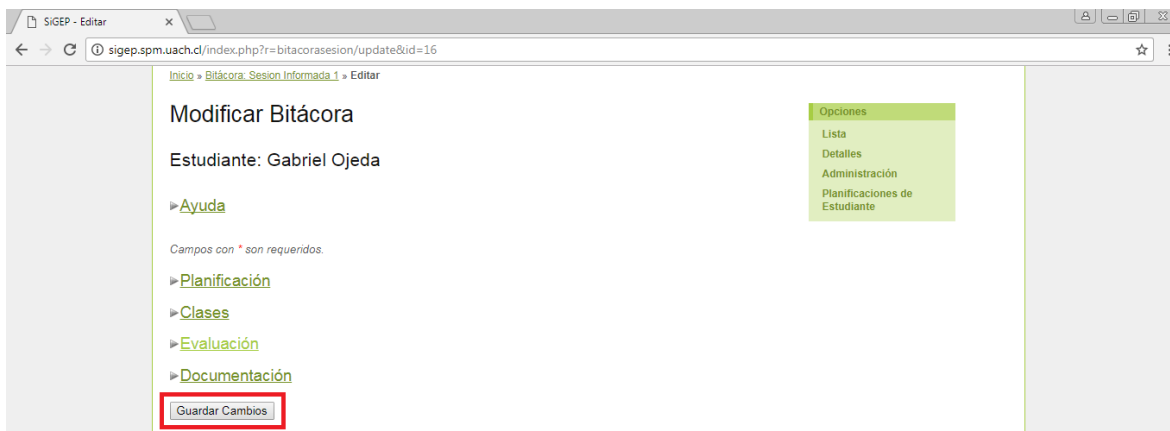 SiGEP - Editar
sigep.spm.uach.cl/index.php?r=bitacorasesion/update&id=16
Inicio » Bitácora: Sesion Informada 1 » Editar
Modificar Bitácora
Opciones
Lista
Estudiante: Gabriel Ojeda
Detalles
Administración
Planificaciones de
Estudiante
Ayuda
Campos con * son requeridos.
Planificación
Clases
Evaluación
Documentación
Guardar Cambios